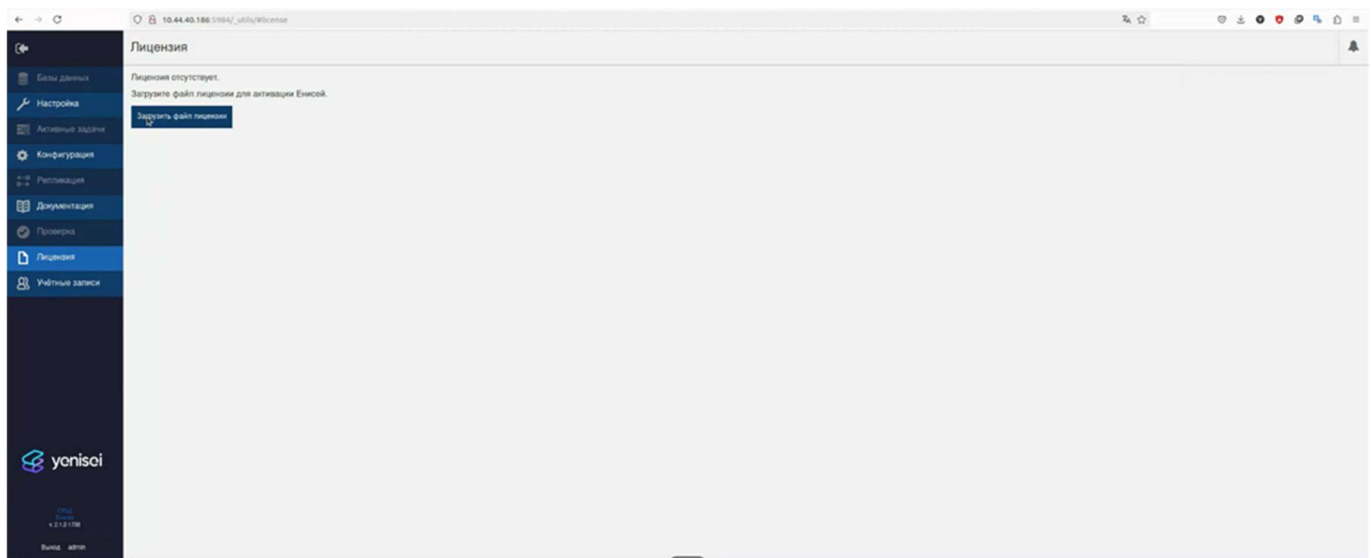 10.44.40.186:5984/_utils/#license
Лицензия
Базы данных
Настройка
Активные задачи
Конфигурация
Репликация
Документация
Проверка
Лицензия
Учётные записи
Лицензия отсутствует.
Загрузите файл лицензии для активации Енисей.
Загрузить файл лицензии
yenisei
Выход admin